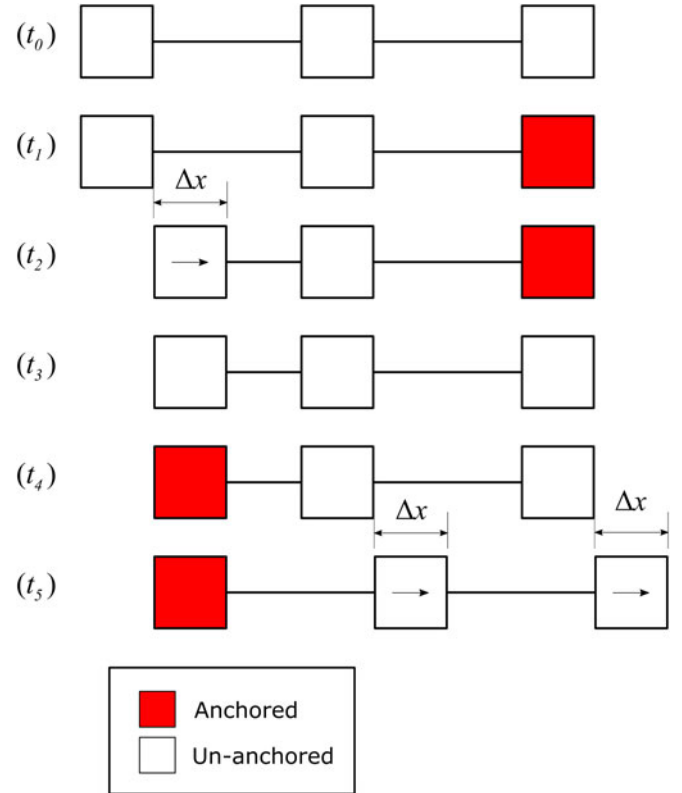 (t₀)
(t₁)
Δx
(t₂)
(t₃)
(t₄)
Δx Δx
(t₅)
Anchored
Un-anchored